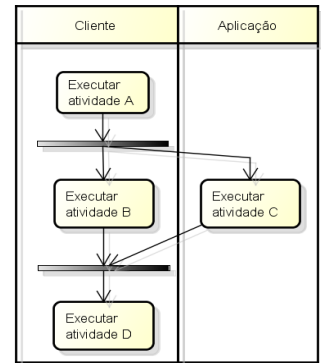 Cliente
Aplicação
Executar
atividade A
Executar
atividade B
Executar
atividade C
Executar
atividade D